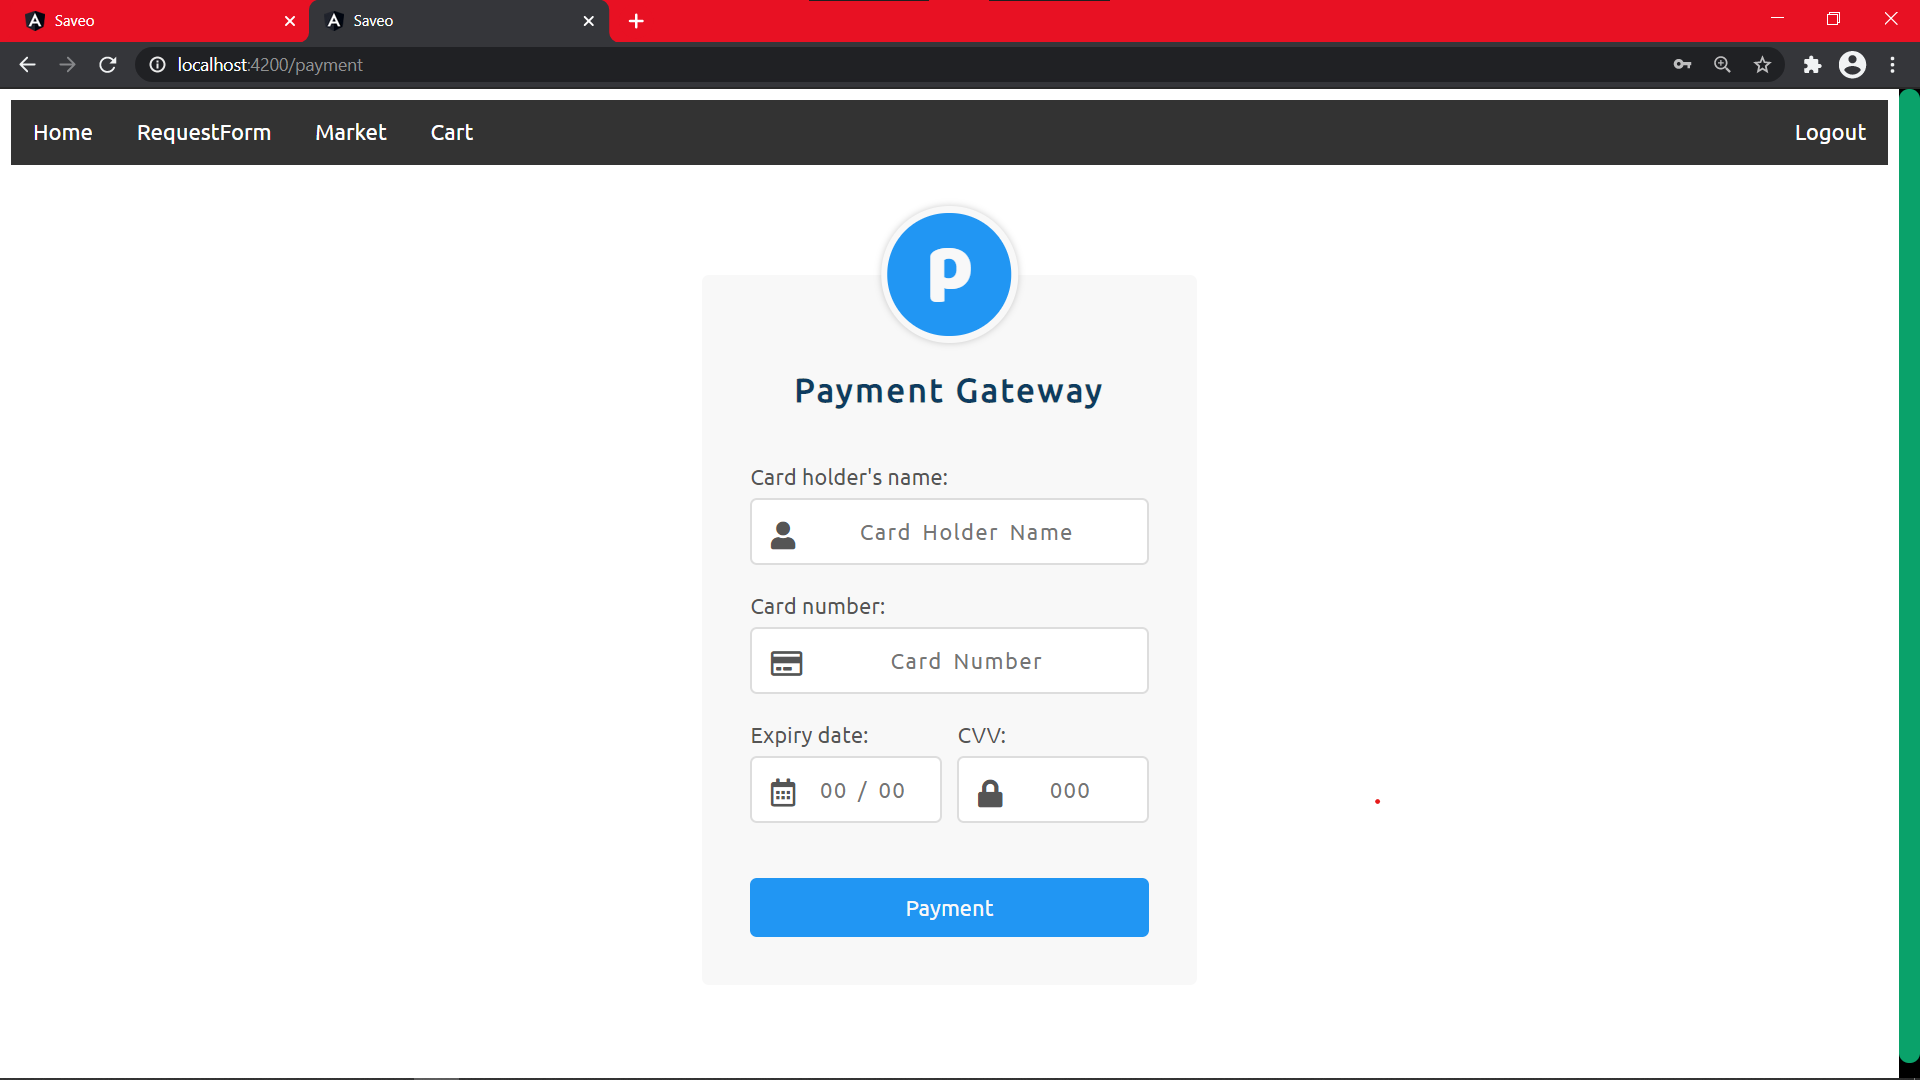 Saveo
Saveo
localhost:4200/payment
Home RequestForm Market Cart Logout
P
Payment Gateway
Card holder's name:
Card Holder Name
Card number:
Card Number
Expiry date: CVV:
00 / 00 000
Payment